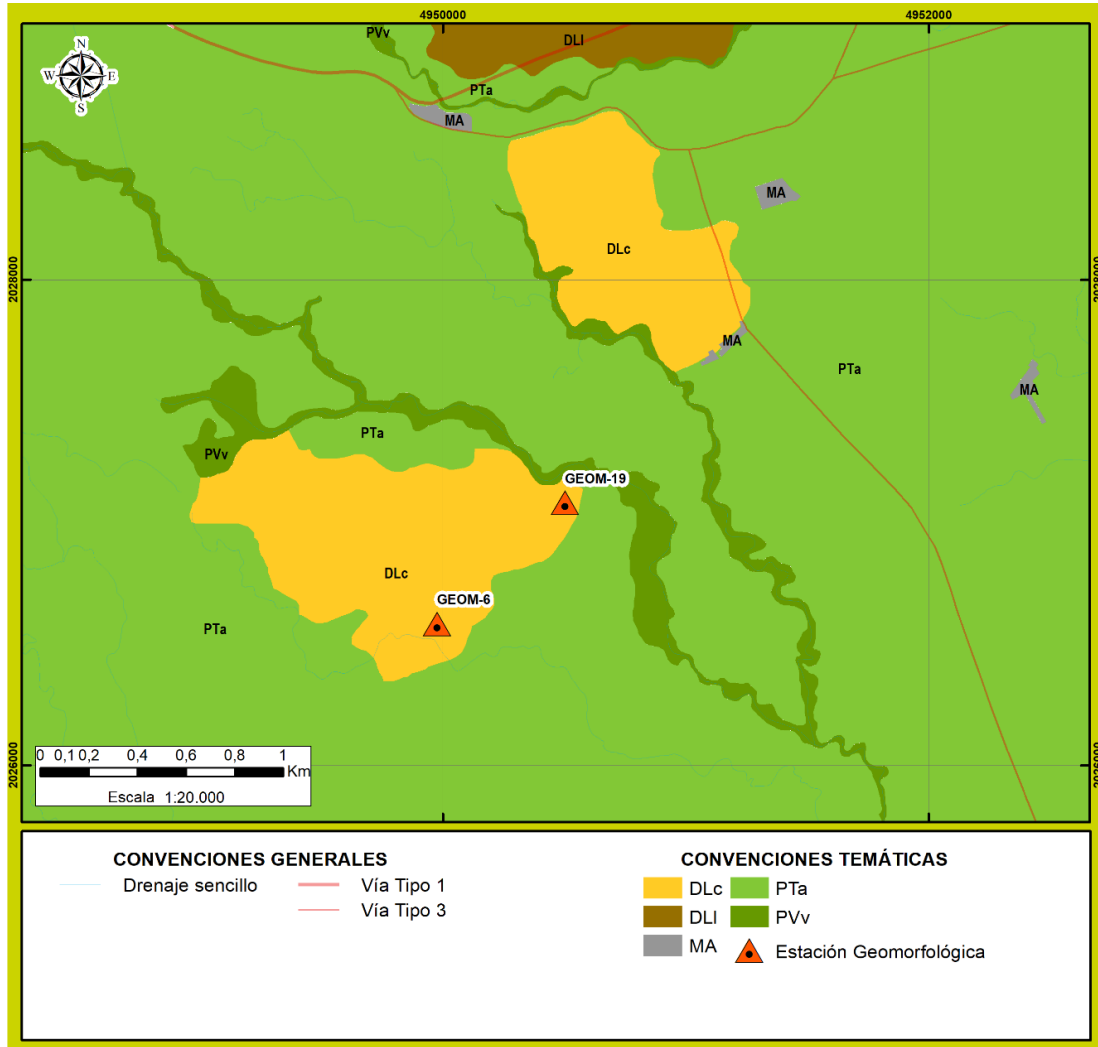 4950000 4952000
PVv
DLI
N
W E
S
PTa
MA
MA
DLc
2028000 2028000
MA
PTa
MA
PTa
PVv
GEOM-19
DLc
GEOM-6
PTa
0 0,1 0,2 0,4 0,6 0,8 1
Km
Escala 1:20.000
2026000 2026000
CONVENCIONES GENERALES
Drenaje sencillo
Vía Tipo 1
Vía Tipo 3
CONVENCIONES TEMÁTICAS
DLc PTa
DLI PVv
MA Estación Geomorfológica